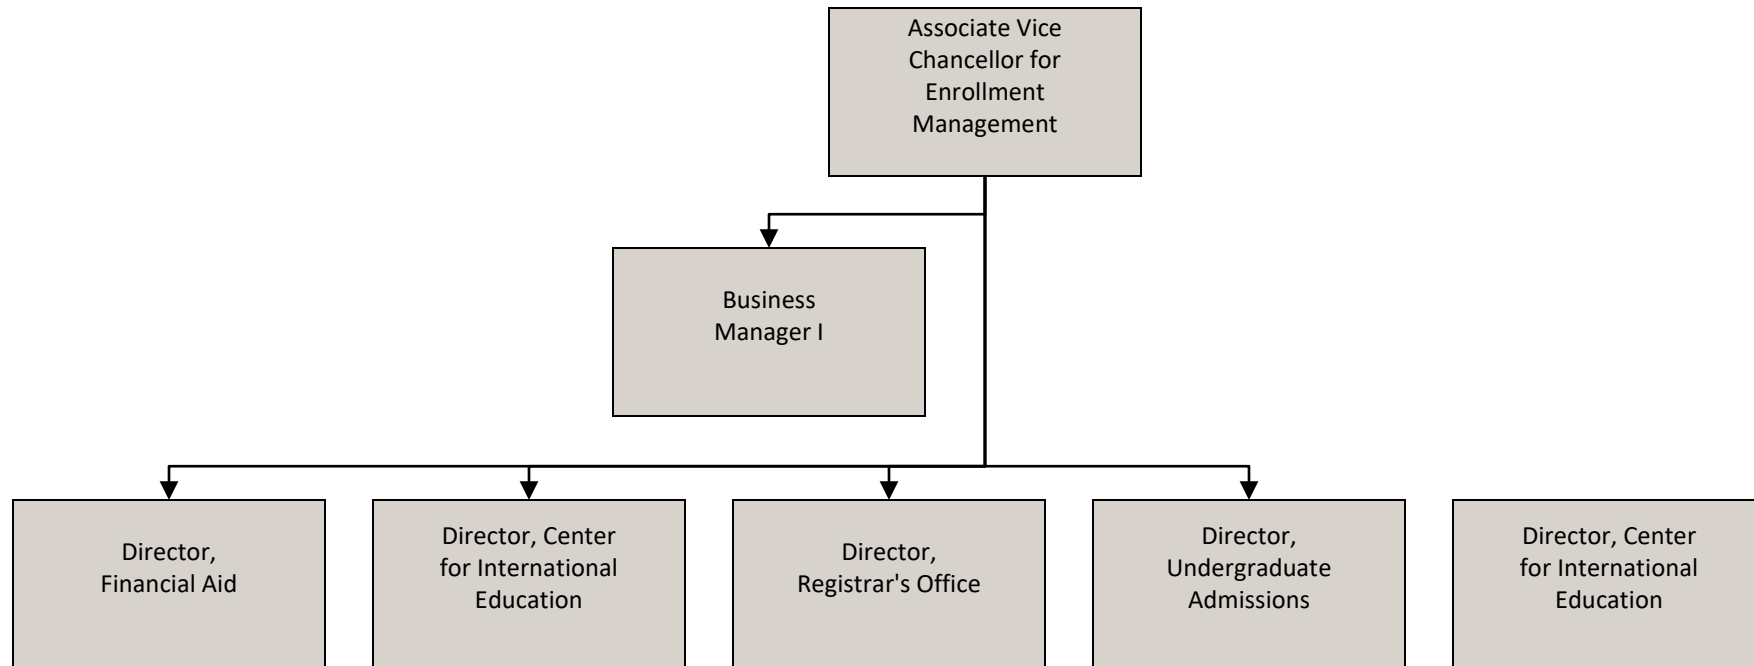 Associate Vice
Chancellor for
Enrollment
Management
Business
Manager I
Director,
Financial Aid
Director, Center
for International
Education
Director,
Registrar's Office
Director,
Undergraduate
Admissions
Director, Center
for International
Education